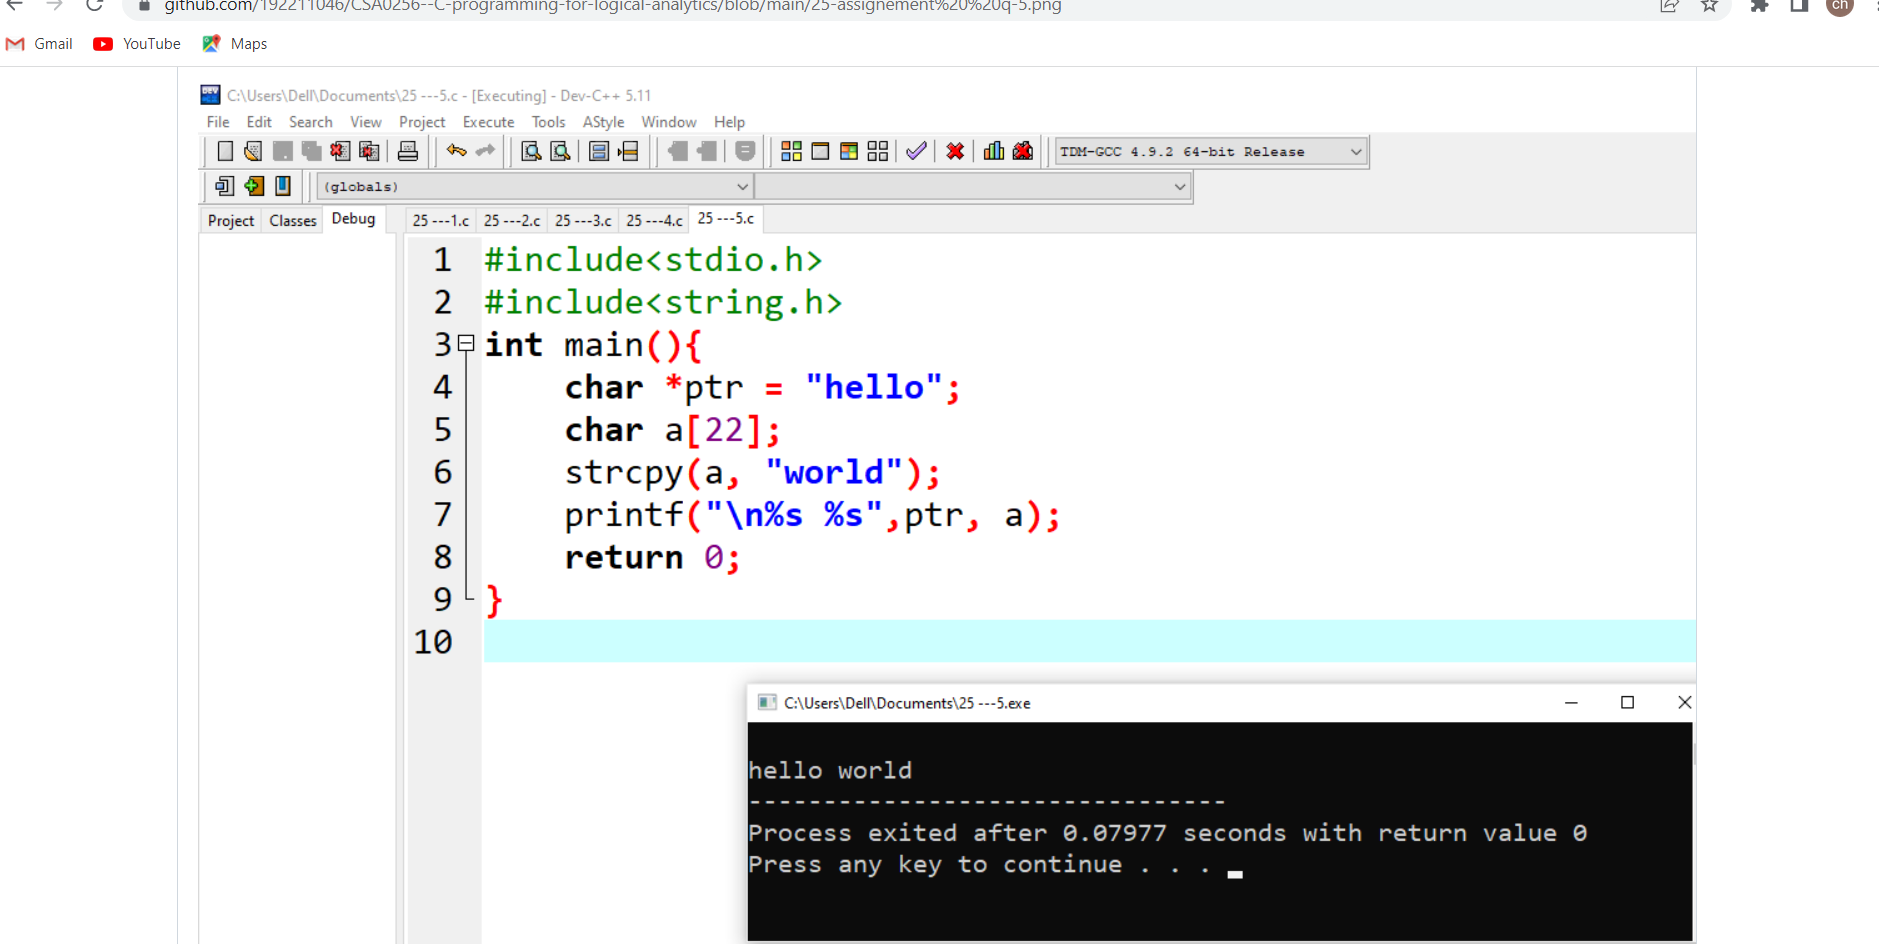 github.com/192211046/CSA0256--C-programming-for-logical-analytics/blob/main/25-assignement%20%20q-5.png
ch
Gmail YouTube Maps
C:\Users\Dell\Documents\25 ---5.c - [Executing] - Dev-C++ 5.11
File Edit Search View Project Execute Tools AStyle Window Help
TDM-GCC 4.9.2 64-bit Release
(globals)
Project Classes Debug 25 ---1.c 25 ---2.c 25 ---3.c 25 ---4.c 25 ---5.c
1 #include<stdio.h>
2 #include<string.h>
3 int main(){
4 char *ptr = "hello";
5 char a[22];
6 strcpy(a, "world");
7 printf("\n%s %s",ptr, a);
8 return 0;
9 }
10
C:\Users\Dell\Documents\25 ---5.exe
hello world
--------------------------------
Process exited after 0.07977 seconds with return value 0
Press any key to continue . . .